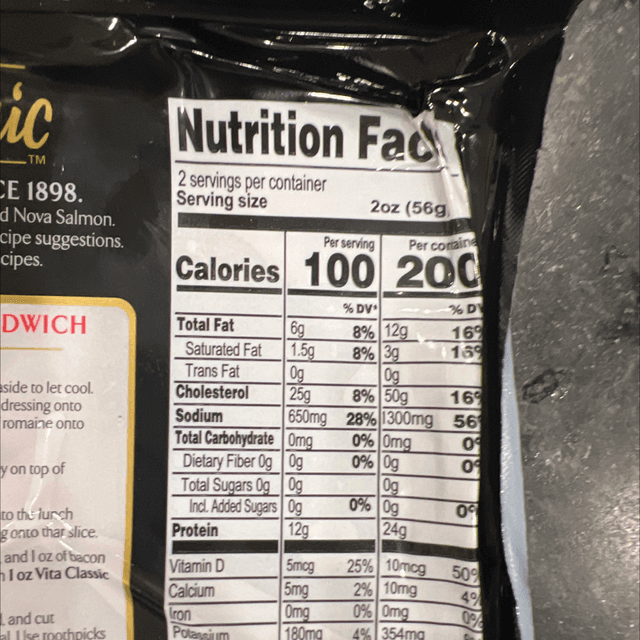 ic
TM
CE 1898.
d Nova Salmon.
cipe suggestions.
cipes.
DWICH
aside to let cool.
dressing onto
romaine onto
y on top of
to the lunch
g onto that slice.
and 1 oz of bacon
1 oz Vita Classic
l and cut
al. Use toothpicks
Nutrition Fac
2 servings per container
Serving size 2oz (56g
Per serving Per containe
Calories 100 200
% DV* % DV
Total Fat 6g 8% 12g 16%
Saturated Fat 1.5g 8% 3g 15%
Trans Fat 0g 0g
Cholesterol 25g 8% 50g 16%
Sodium 650mg 28% 1300mg 56%
Total Carbohydrate 0mg 0% 0mg 0%
Dietary Fiber 0g 0g 0% 0g 0%
Total Sugars 0g 0g 0g
Incl. Added Sugars 0g 0% 0g 0%
Protein 12g 24g
Vitamin D 5mcg 25% 10mcg 50%
Calcium 5mg 2% 10mg 4%
Iron 0mg 0% 0mg 0%
Potassium 180mg 4% 354mg